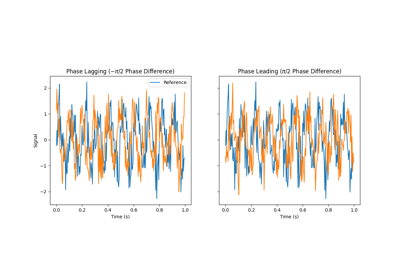 Phase Lagging (−π/2 Phase Difference)
Reference
2
1
0
−1
−2
Signal
0.0 0.2 0.4 0.6 0.8 1.0
Time (s)
Phase Leading (π/2 Phase Difference)
0.0 0.2 0.4 0.6 0.8 1.0
Time (s)